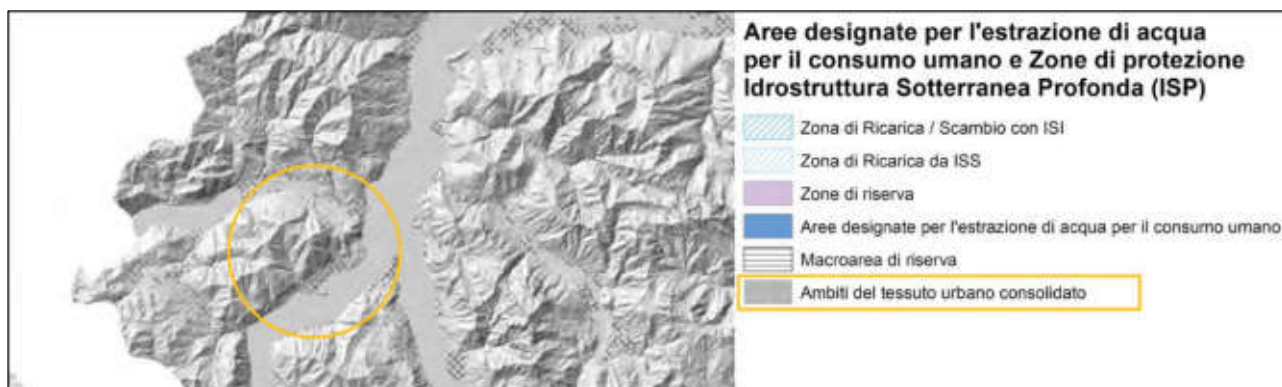 Aree designate per l'estrazione di acqua
per il consumo umano e Zone di protezione
Idrostruttura Sotterranea Profonda (ISP)
Zona di Ricarica / Scambio con ISI
Zona di Ricarica da ISS
Zone di riserva
Aree designate per l'estrazione di acqua per il consumo umano
Macroarea di riserva
Ambiti del tessuto urbano consolidato